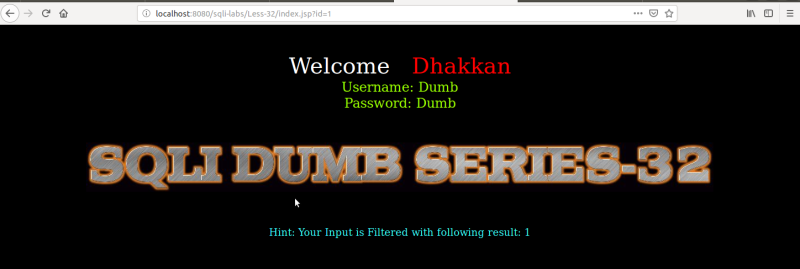 localhost:8080/sqli-labs/Less-32/index.jsp?id=1
Welcome Dhakkan
Username: Dumb
Password: Dumb
SQLI DUMB SERIES-32
Hint: Your Input is Filtered with following result: 1